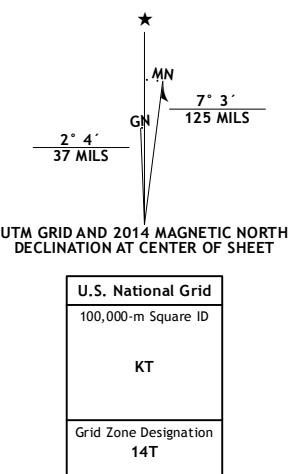 MN
7° 3´
125 MILS
GN
2° 4´
37 MILS
UTM GRID AND 2014 MAGNETIC NORTH
DECLINATION AT CENTER OF SHEET
U.S. National Grid
100,000-m Square ID
KT
Grid Zone Designation
14T